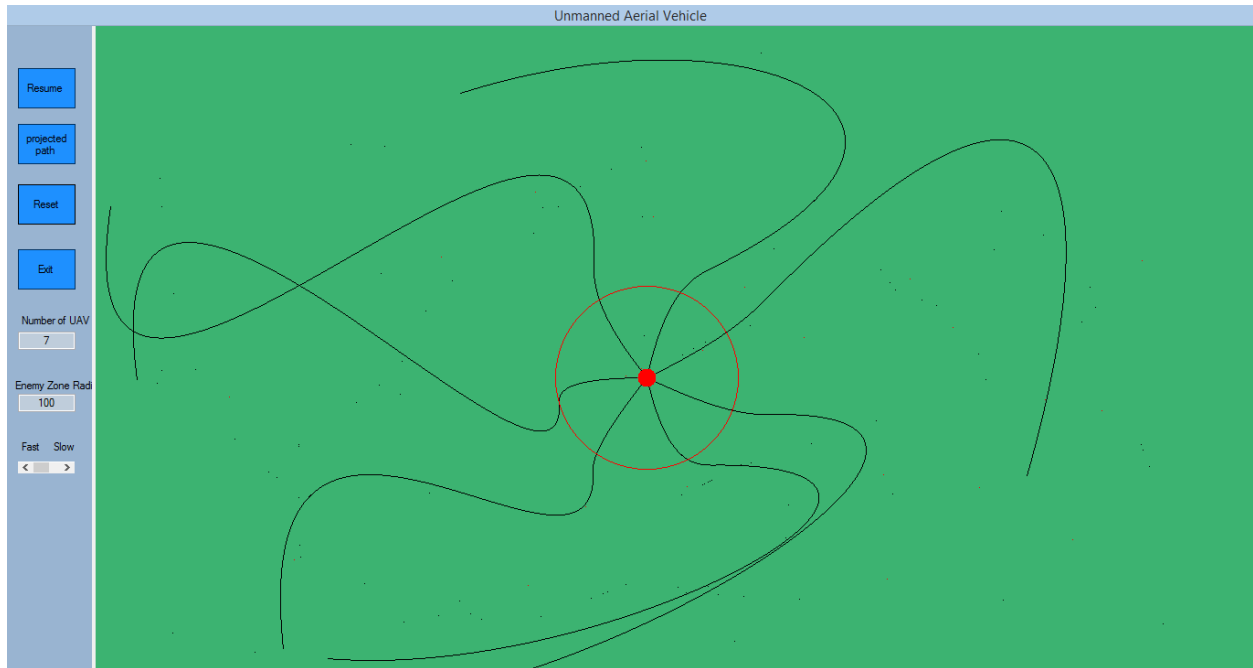 Unmanned Aerial Vehicle
Resume
projected
path
Reset
Exit
Number of UAV
7
Enemy Zone Radi
100
Fast Slow